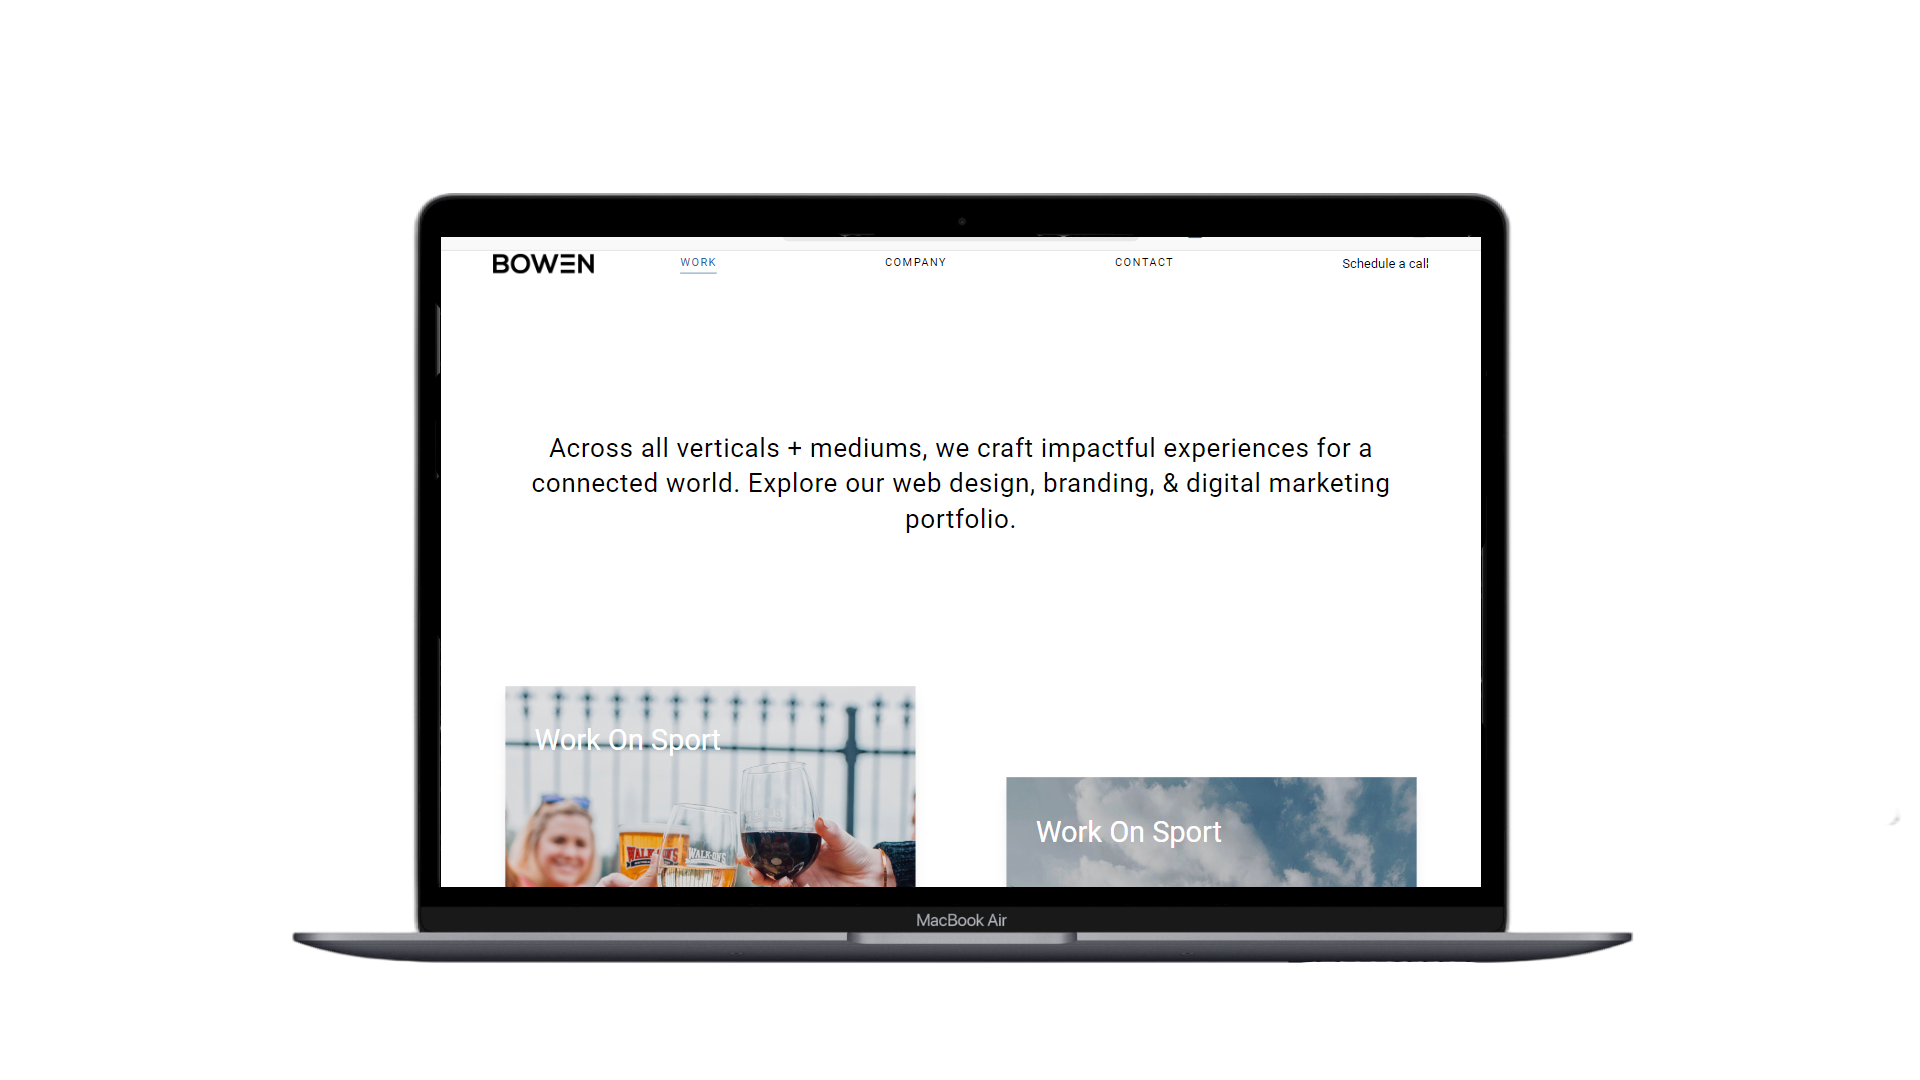 BOWEN
WORK
COMPANY
CONTACT
Schedule a call
Across all verticals + mediums, we craft impactful experiences for a
connected world. Explore our web design, branding, & digital marketing
portfolio.
Work On Sport
WALK-ON'S
WALK-ON'S
Work On Sport
MacBook Air